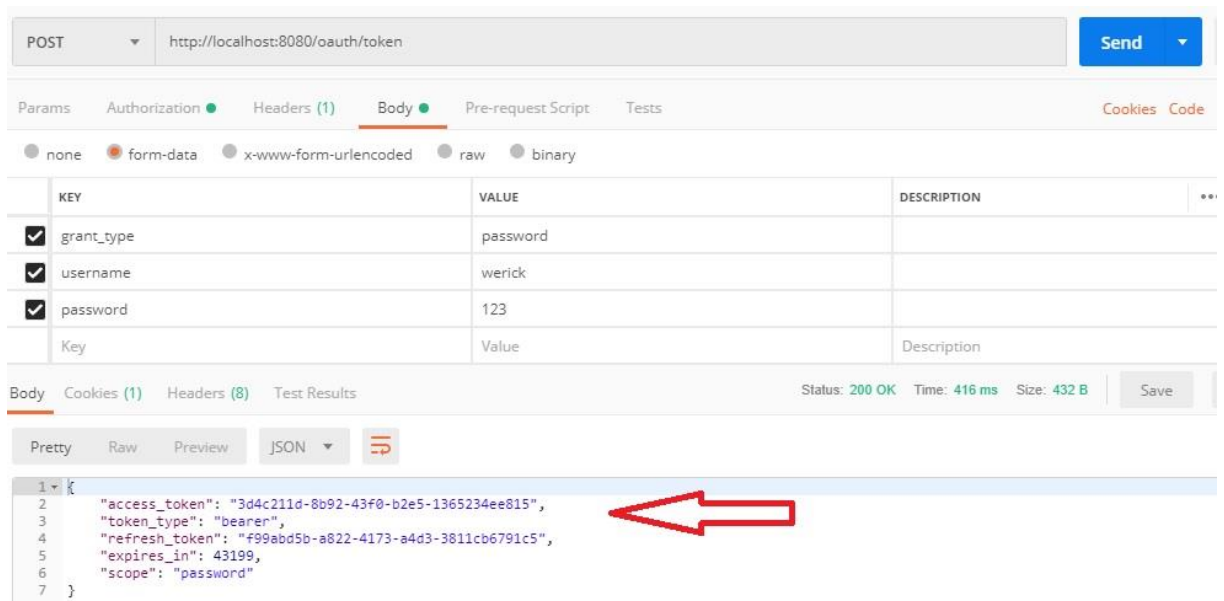 POST http://localhost:8080/oauth/token Send
Params Authorization Headers (1) Body Pre-request Script Tests Cookies Code
none form-data x-www-form-urlencoded raw binary
KEY VALUE DESCRIPTION
grant_type password
username werick
password 123
Key Value Description
Body Cookies (1) Headers (8) Test Results Status: 200 OK Time: 416 ms Size: 432 B Save
Pretty Raw Preview JSON
1 {
2 "access_token": "3d4c211d-8b92-43f0-b2e5-1365234ee815",
3 "token_type": "bearer",
4 "refresh_token": "f99abd5b-a822-4173-a4d3-3811cb6791c5",
5 "expires_in": 43199,
6 "scope": "password"
7 }